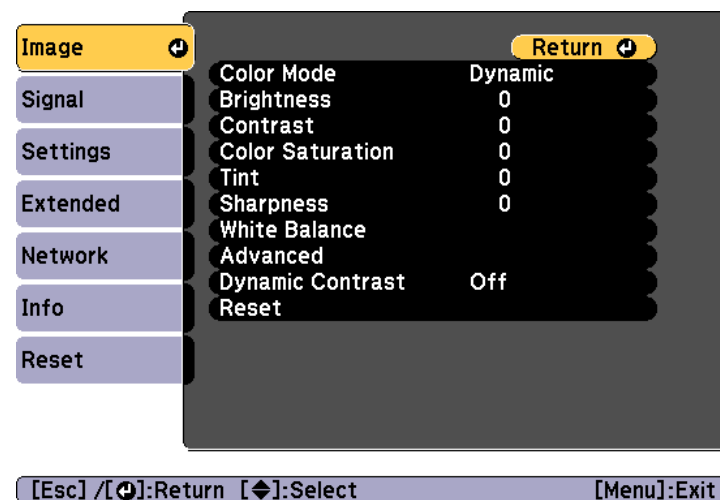 Image
Signal
Settings
Extended
Network
Info
Reset
Return
Color Mode Dynamic
Brightness 0
Contrast 0
Color Saturation 0
Tint 0
Sharpness 0
White Balance
Advanced
Dynamic Contrast Off
Reset
[Esc] /[⏎]:Return [◆]:Select [Menu]:Exit